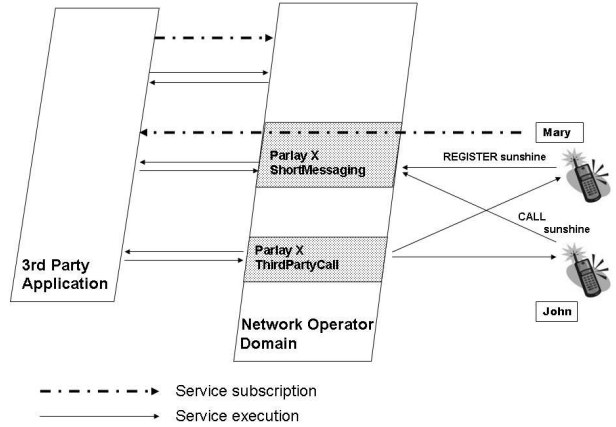 Mary
REGISTER sunshine
Parlay X
ShortMessaging
CALL
sunshine
Parlay X
ThirdPartyCall
3rd Party
Application
John
Network Operator
Domain
Service subscription
Service execution